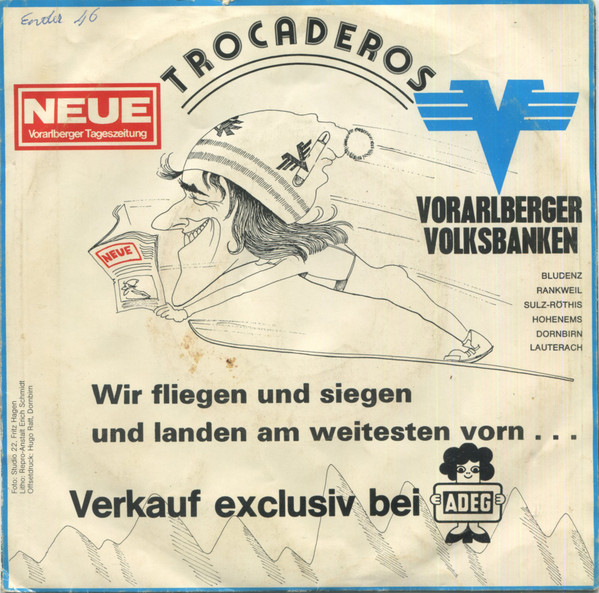 TROCADEROS
NEUE
Vorarlberger Tageszeitung
VORARLBERGER
VOLKSBANKEN
BLUDENZ
RANKWEIL
SULZ-RÖTHIS
HOHENEMS
DORNBIRN
LAUTERACH
NEUE
Wir fliegen und siegen
und landen am weitesten vorn . . .
Verkauf exclusiv bei
ADEG
Foto: Studio 22, Fritz Hagen
Litho: Repro-Anstalt Erich Schmidt
Offsetdruck: Hugo Ratt, Dornbirn